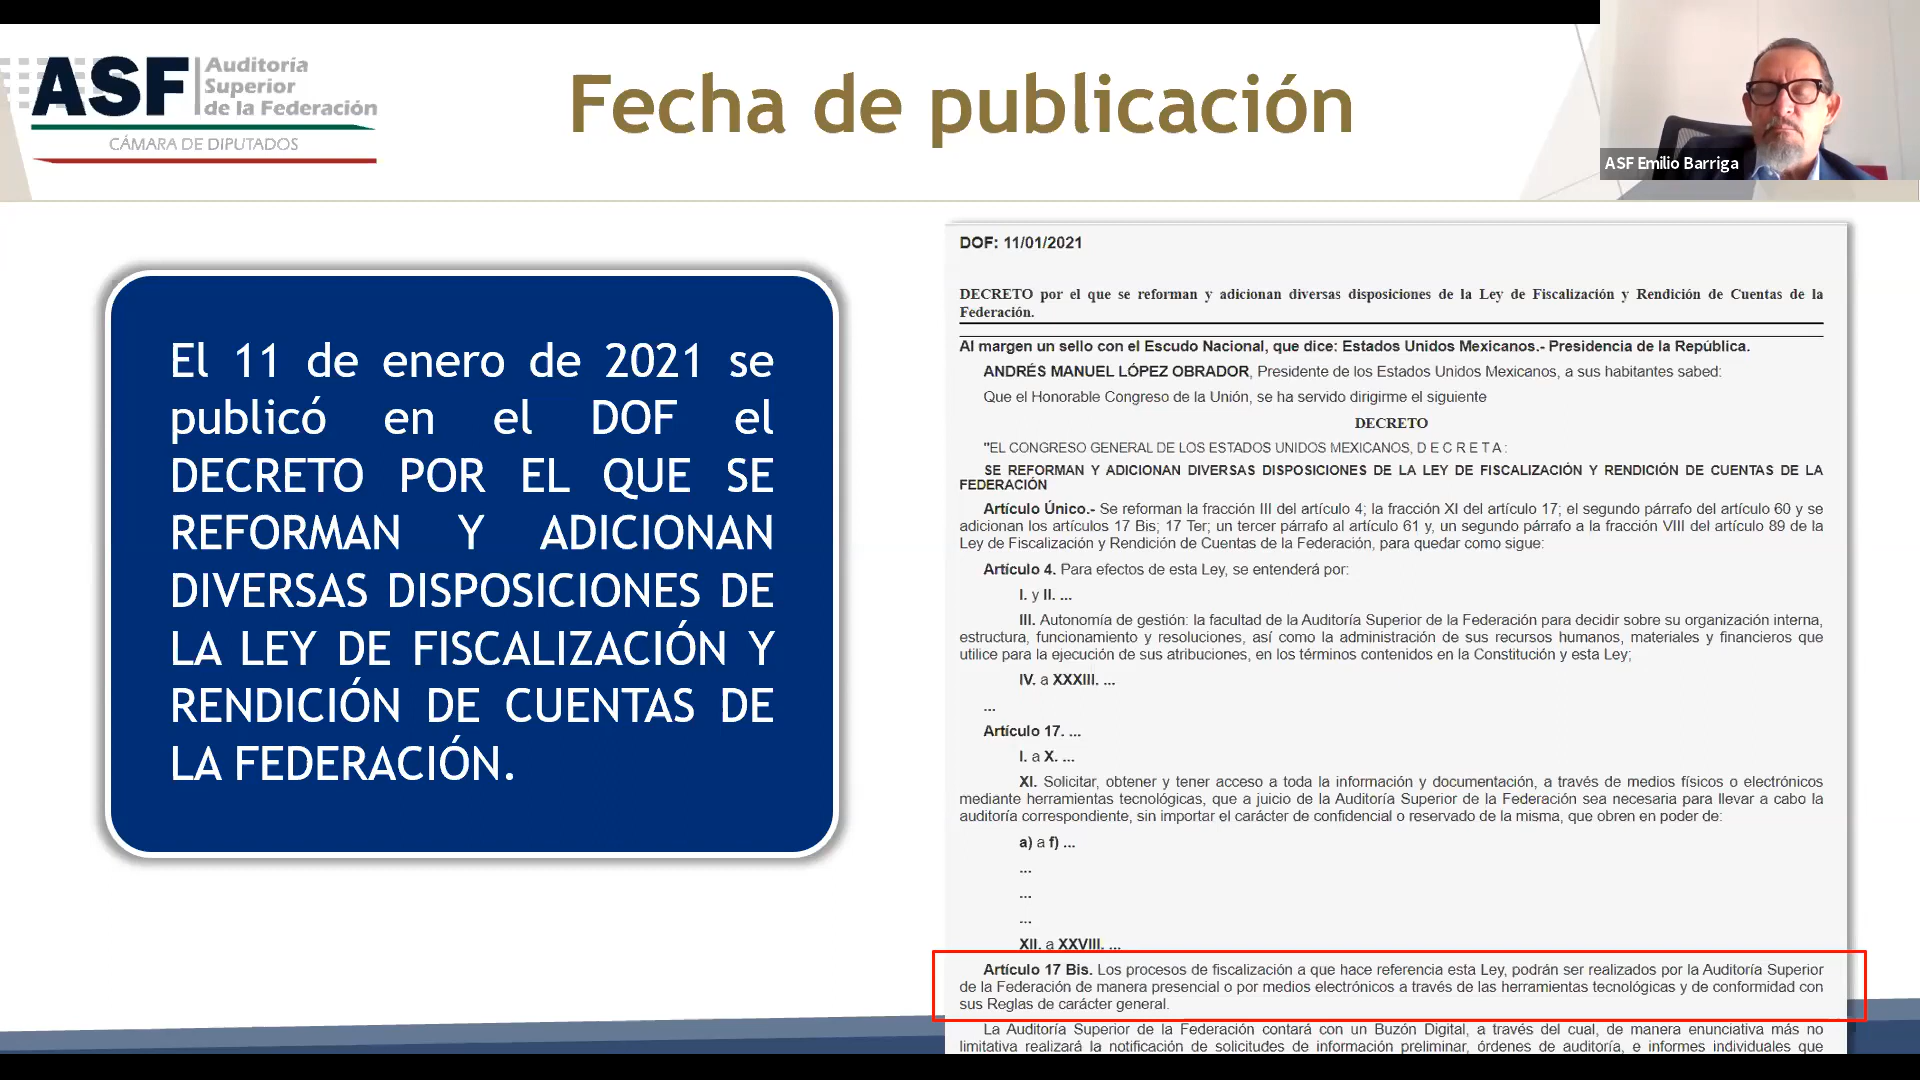 ASF
Auditoría
Superior
de la Federación
CÁMARA DE DIPUTADOS
Fecha de publicación
ASF Emilio Barriga
El 11 de enero de 2021 se
publicó en el DOF el
DECRETO POR EL QUE SE
REFORMAN Y ADICIONAN
DIVERSAS DISPOSICIONES DE
LA LEY DE FISCALIZACIÓN Y
RENDICIÓN DE CUENTAS DE
LA FEDERACIÓN.
DOF: 11/01/2021
DECRETO por el que se reforman y adicionan diversas disposiciones de la Ley de Fiscalización y Rendición de Cuentas de la
Federación.
Al margen un sello con el Escudo Nacional, que dice: Estados Unidos Mexicanos.- Presidencia de la República.
ANDRÉS MANUEL LÓPEZ OBRADOR, Presidente de los Estados Unidos Mexicanos, a sus habitantes sabed:
Que el Honorable Congreso de la Unión, se ha servido dirigirme el siguiente
DECRETO
"EL CONGRESO GENERAL DE LOS ESTADOS UNIDOS MEXICANOS, D E C R E T A :
SE REFORMAN Y ADICIONAN DIVERSAS DISPOSICIONES DE LA LEY DE FISCALIZACIÓN Y RENDICIÓN DE CUENTAS DE LA
FEDERACIÓN
Artículo Único.- Se reforman la fracción III del artículo 4; la fracción XI del artículo 17; el segundo párrafo del artículo 60 y se
adicionan los artículos 17 Bis; 17 Ter; un tercer párrafo al artículo 61 y, un segundo párrafo a la fracción VIII del artículo 89 de la
Ley de Fiscalización y Rendición de Cuentas de la Federación, para quedar como sigue:
Artículo 4. Para efectos de esta Ley, se entenderá por:
I. y II. ...
III. Autonomía de gestión: la facultad de la Auditoría Superior de la Federación para decidir sobre su organización interna,
estructura, funcionamiento y resoluciones, así como la administración de sus recursos humanos, materiales y financieros que
utilice para la ejecución de sus atribuciones, en los términos contenidos en la Constitución y esta Ley;
IV. a XXXIII. ...
...
Artículo 17. ...
I. a X. ...
XI. Solicitar, obtener y tener acceso a toda la información y documentación, a través de medios físicos o electrónicos
mediante herramientas tecnológicas, que a juicio de la Auditoría Superior de la Federación sea necesaria para llevar a cabo la
auditoría correspondiente, sin importar el carácter de confidencial o reservado de la misma, que obren en poder de:
a) a f) ...
...
...
...
XII. a XXVIII. ...
Artículo 17 Bis. Los procesos de fiscalización a que hace referencia esta Ley, podrán ser realizados por la Auditoría Superior
de la Federación de manera presencial o por medios electrónicos a través de las herramientas tecnológicas y de conformidad con
sus Reglas de carácter general.
La Auditoría Superior de la Federación contará con un Buzón Digital, a través del cual, de manera enunciativa más no
limitativa realizará la notificación de solicitudes de información preliminar, órdenes de auditoría, e informes individuales que